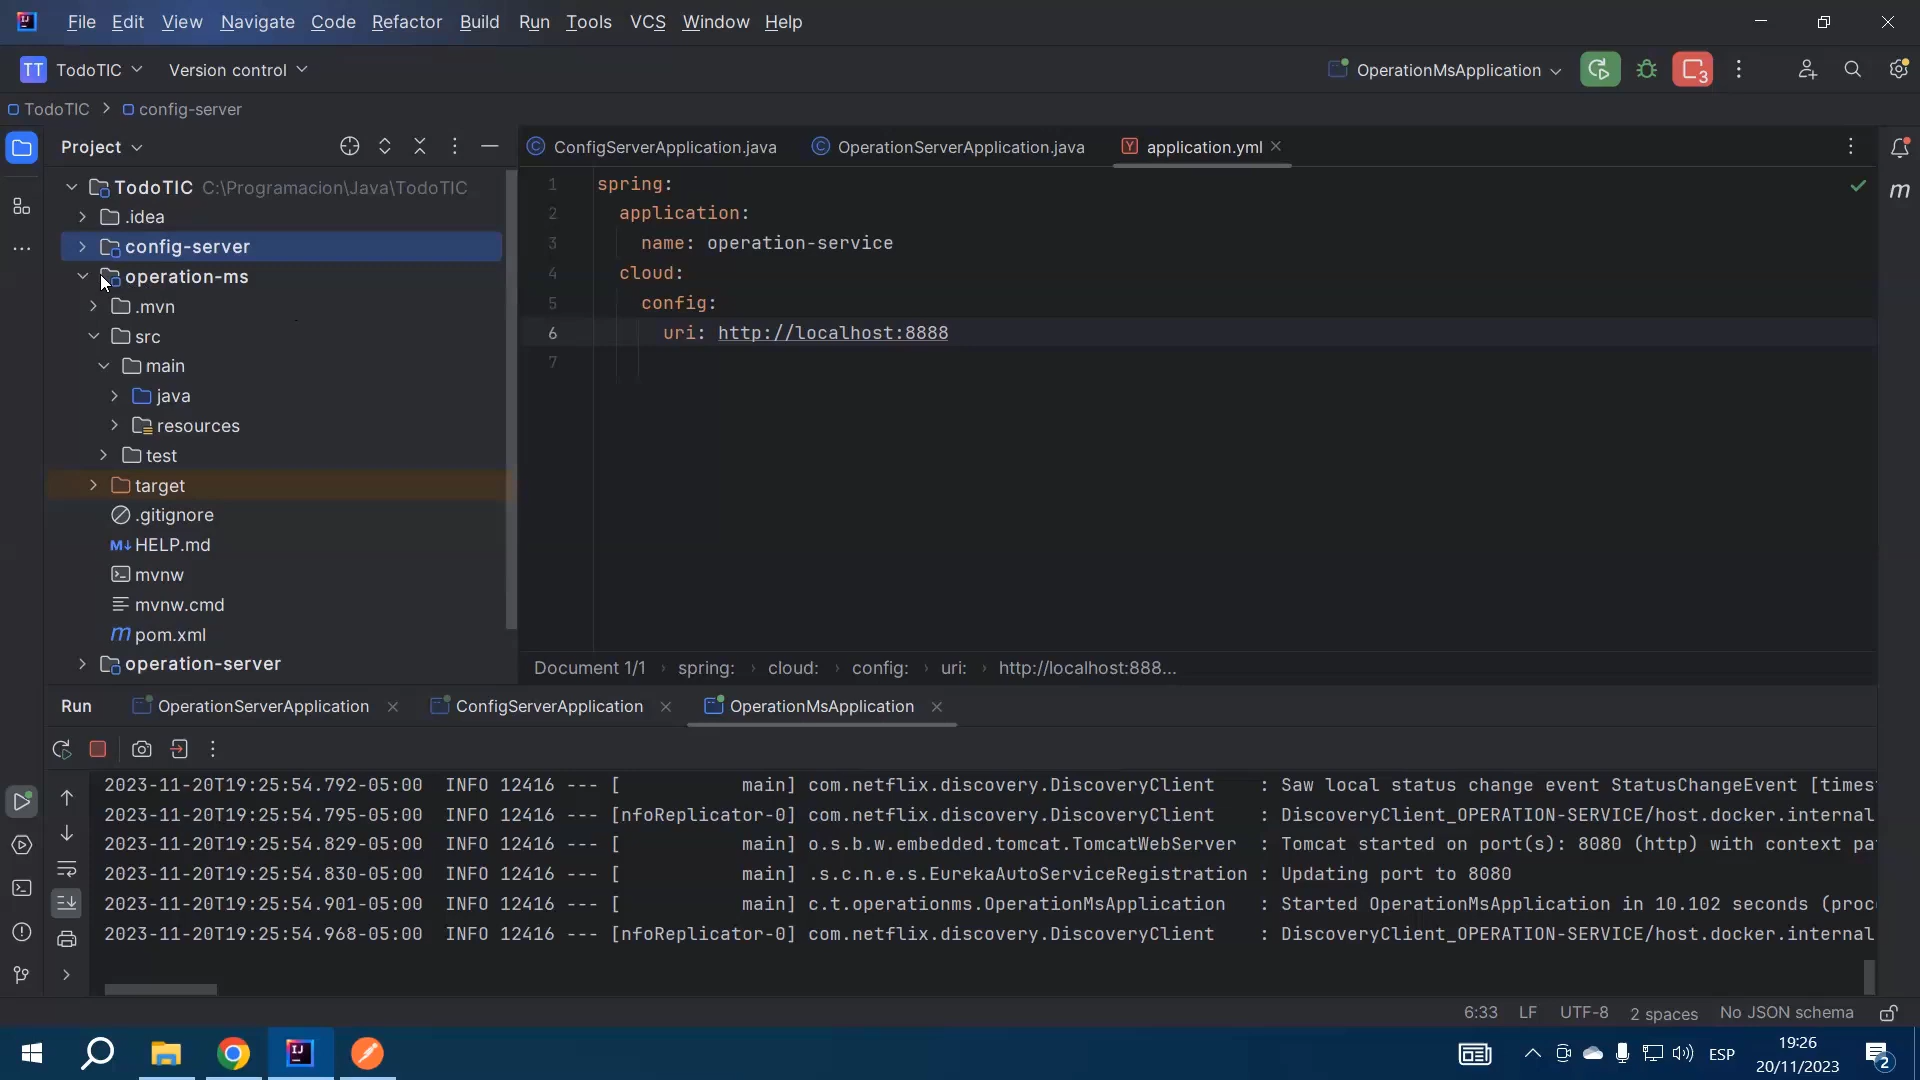 File Edit View Navigate Code Refactor Build Run Tools VCS Window Help
TT TodoTIC Version control OperationMsApplication 3
TodoTIC > config-server
Project
ConfigServerApplication.java OperationServerApplication.java application.yml
TodoTIC C:\Programacion\Java\TodoTIC
.idea
config-server
operation-ms
.mvn
src
main
java
resources
test
target
.gitignore
HELP.md
mvnw
mvnw.cmd
pom.xml
operation-server
1 spring:
2 application:
3 name: operation-service
4 cloud:
5 config:
6 uri: http://localhost:8888
7
Document 1/1 › spring: › cloud: › config: › uri: › http://localhost:888...
Run OperationServerApplication ConfigServerApplication OperationMsApplication
2023-11-20T19:25:54.792-05:00 INFO 12416 --- [ main] com.netflix.discovery.DiscoveryClient : Saw local status change event StatusChangeEvent [times
2023-11-20T19:25:54.795-05:00 INFO 12416 --- [nfoReplicator-0] com.netflix.discovery.DiscoveryClient : DiscoveryClient_OPERATION-SERVICE/host.docker.internal
2023-11-20T19:25:54.829-05:00 INFO 12416 --- [ main] o.s.b.w.embedded.tomcat.TomcatWebServer : Tomcat started on port(s): 8080 (http) with context pa
2023-11-20T19:25:54.830-05:00 INFO 12416 --- [ main] .s.c.n.e.s.EurekaAutoServiceRegistration : Updating port to 8080
2023-11-20T19:25:54.901-05:00 INFO 12416 --- [ main] c.t.operationms.OperationMsApplication : Started OperationMsApplication in 10.102 seconds (proc
2023-11-20T19:25:54.968-05:00 INFO 12416 --- [nfoReplicator-0] com.netflix.discovery.DiscoveryClient : DiscoveryClient_OPERATION-SERVICE/host.docker.internal
6:33 LF UTF-8 2 spaces No JSON schema
ESP 19:26
20/11/2023 2